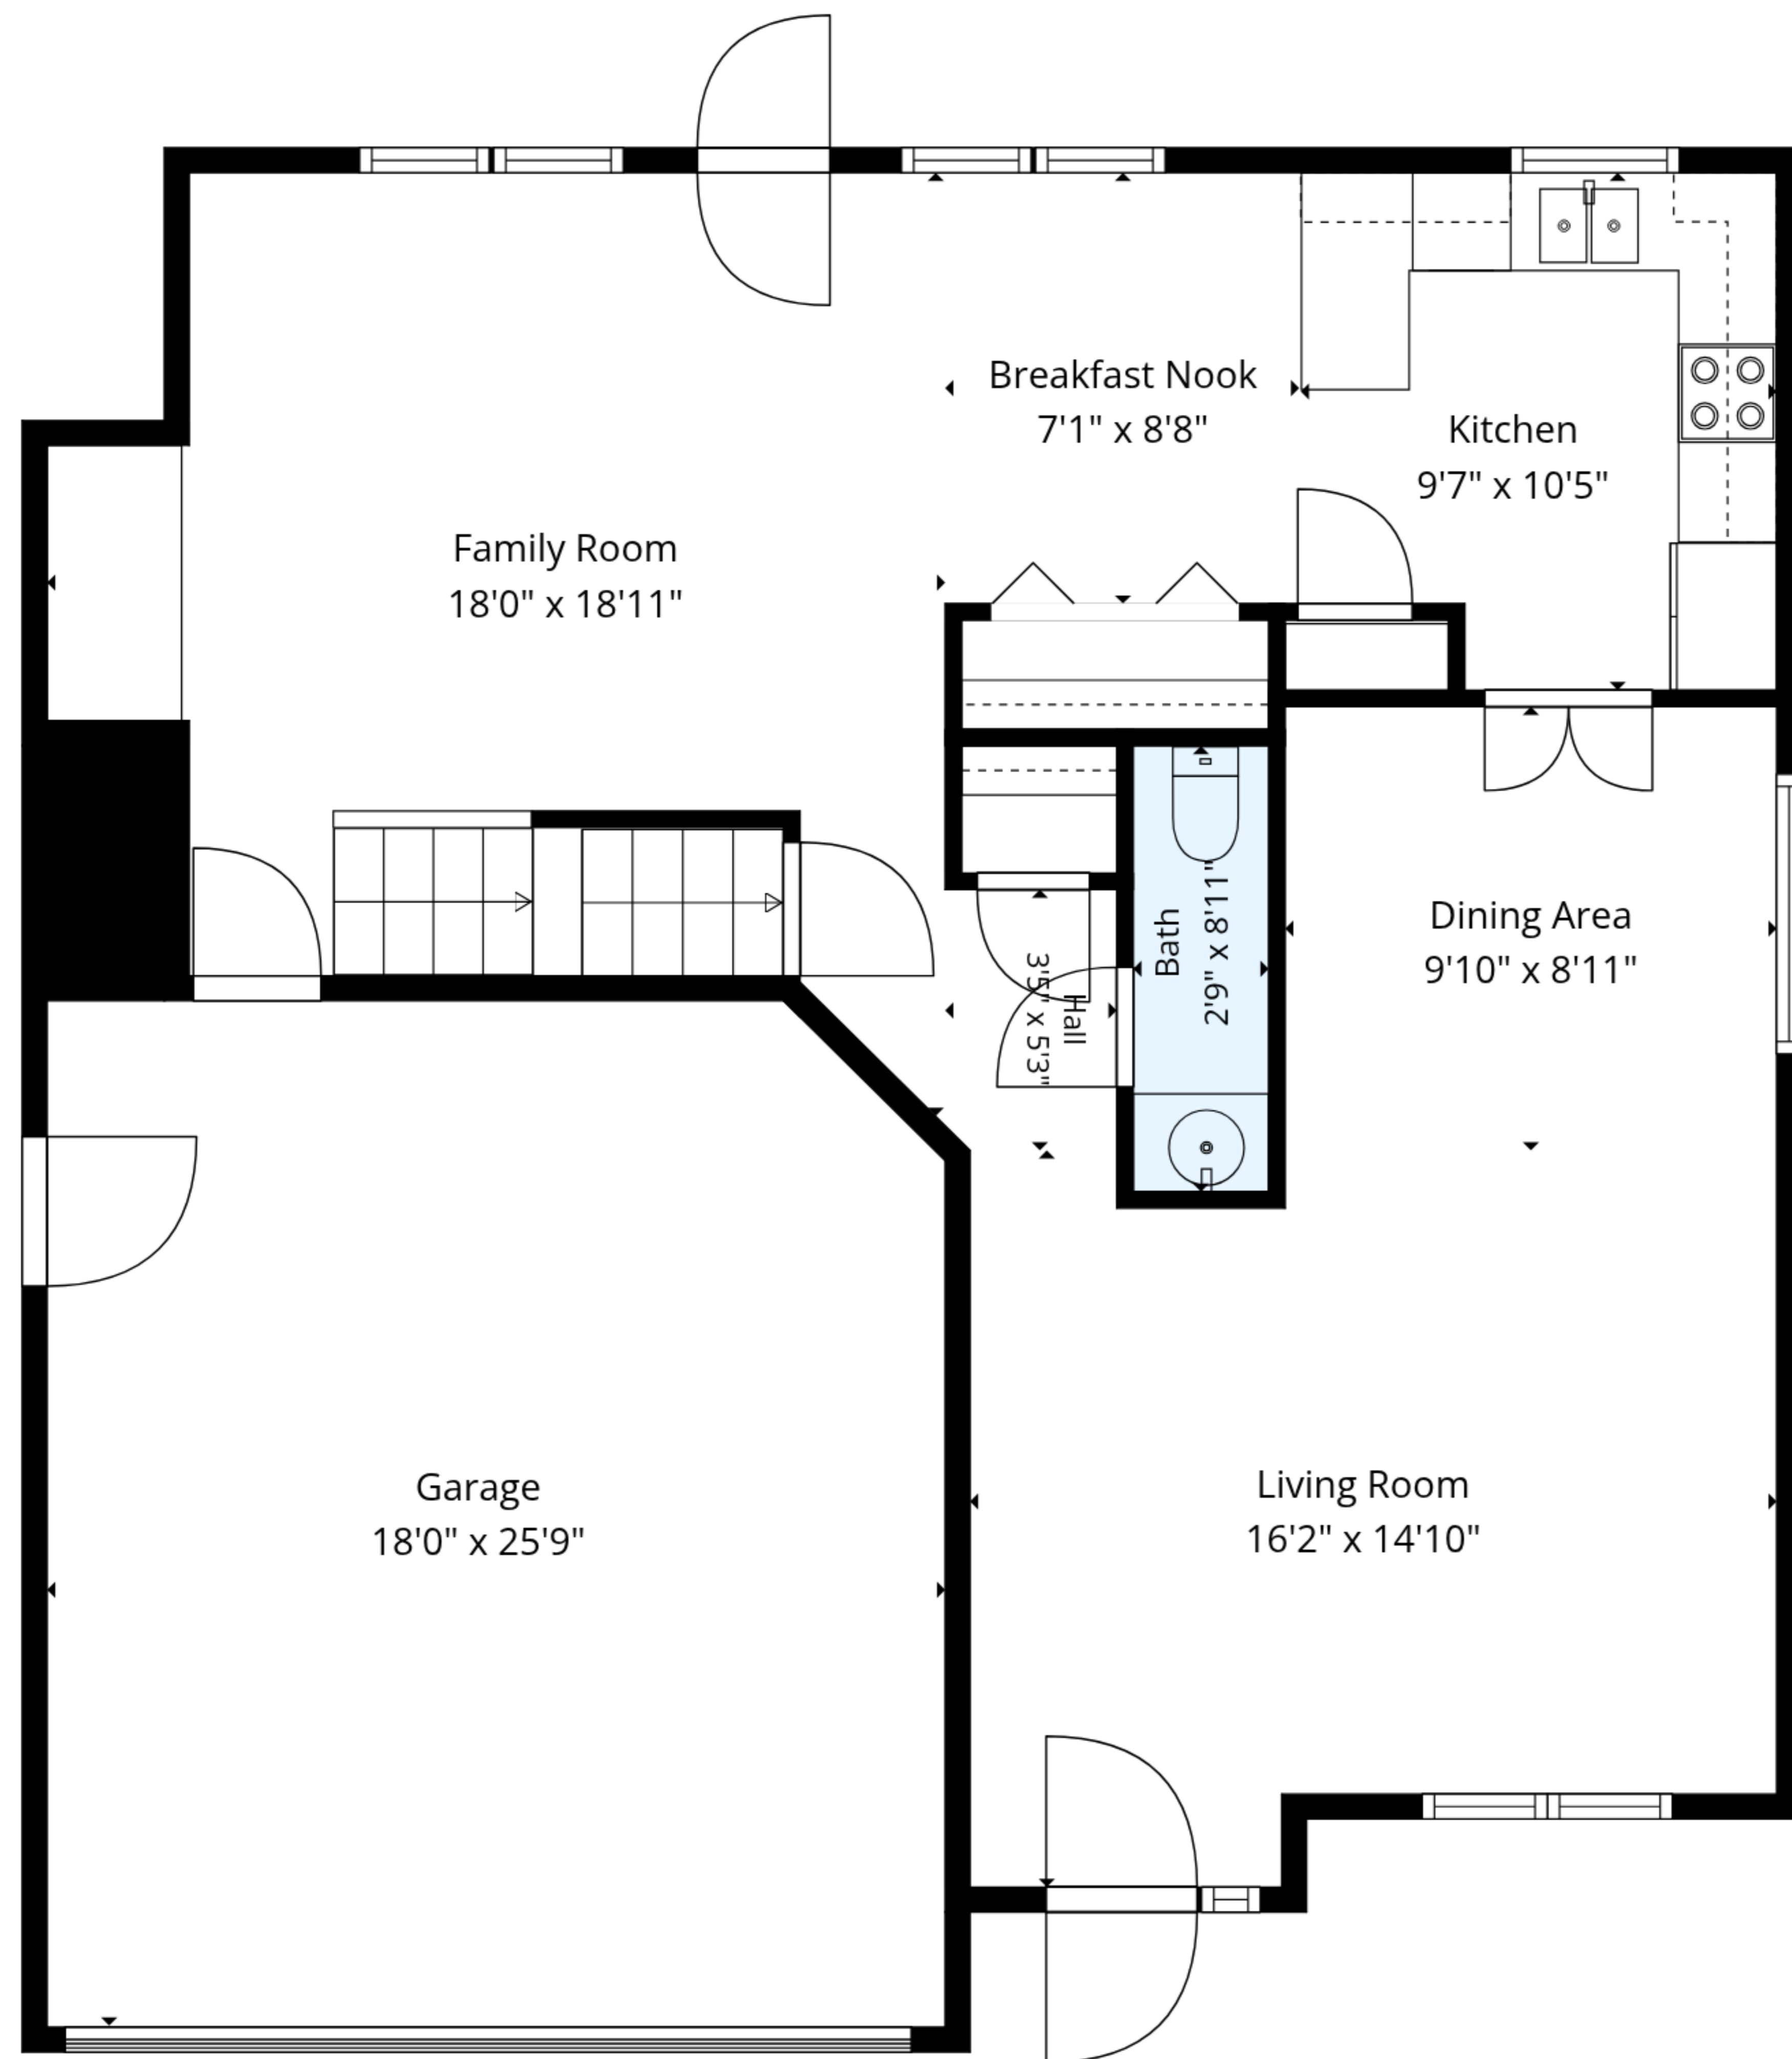 Breakfast Nook
7'1" x 8'8"
Kitchen
9'7" x 10'5"
Family Room
18'0" x 18'11"
Bath
2'9" x 8'11"
Hall
3'5" x 5'3"
Dining Area
9'10" x 8'11"
Garage
18'0" x 25'9"
Living Room
16'2" x 14'10"